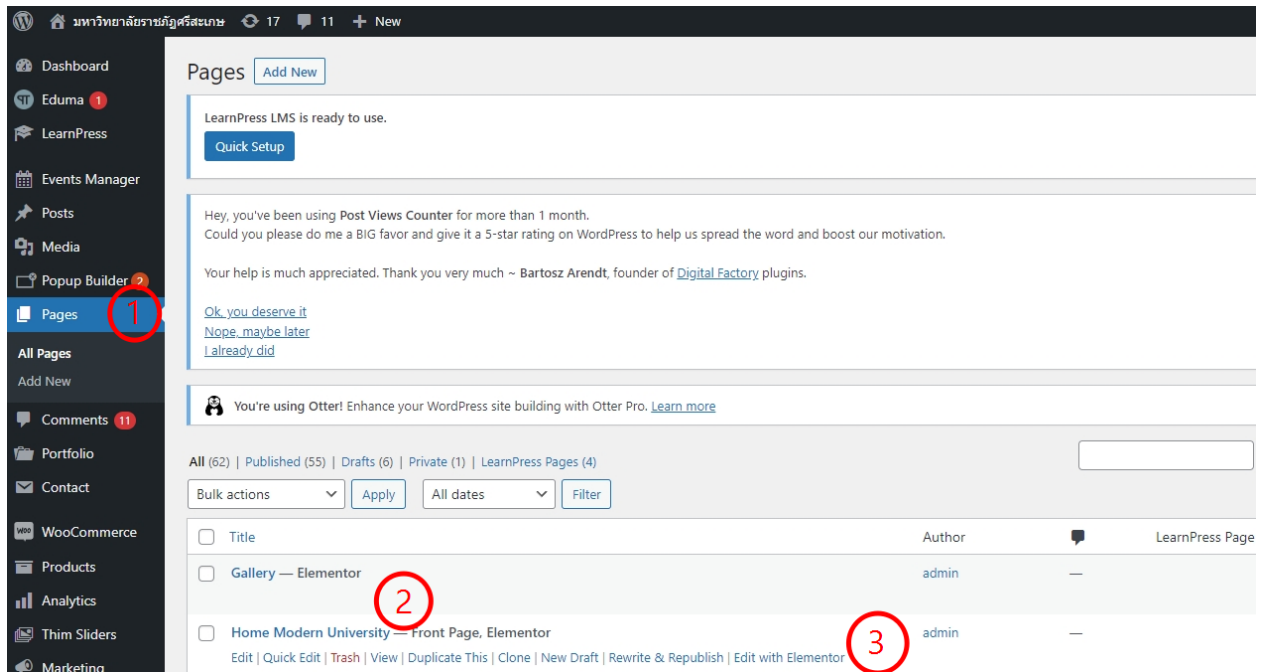 มหาวิทยาลัยราชภัฏศรีสะเกษ 17 11 + New
Dashboard
Eduma 1
LearnPress
Events Manager
Posts
Media
Popup Builder 2
Pages 1
All Pages
Add New
Comments 11
Portfolio
Contact
WooCommerce
Products
Analytics
Thim Sliders
Marketing
Pages Add New
LearnPress LMS is ready to use.
Quick Setup
Hey, you've been using Post Views Counter for more than 1 month.
Could you please do me a BIG favor and give it a 5-star rating on WordPress to help us spread the word and boost our motivation.
Your help is much appreciated. Thank you very much ~ Bartosz Arendt, founder of Digital Factory plugins.
Ok, you deserve it
Nope, maybe later
I already did
You're using Otter! Enhance your WordPress site building with Otter Pro. Learn more
All (62) | Published (55) | Drafts (6) | Private (1) | LearnPress Pages (4)
Bulk actions Apply All dates Filter
Title Author LearnPress Page
Gallery — Elementor admin —
2
Home Modern University — Front Page, Elementor admin —
3
Edit | Quick Edit | Trash | View | Duplicate This | Clone | New Draft | Rewrite & Republish | Edit with Elementor